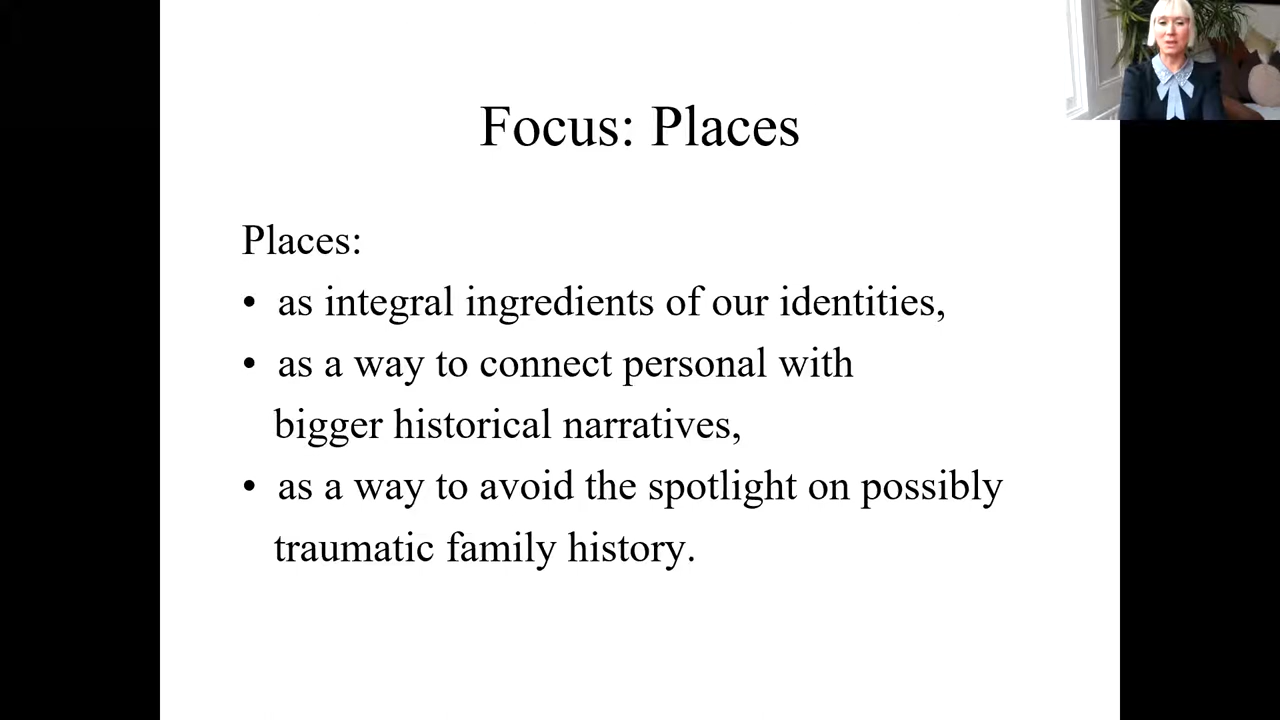 Focus: Places
Places:
• as integral ingredients of our identities,
• as a way to connect personal with
bigger historical narratives,
• as a way to avoid the spotlight on possibly
traumatic family history.